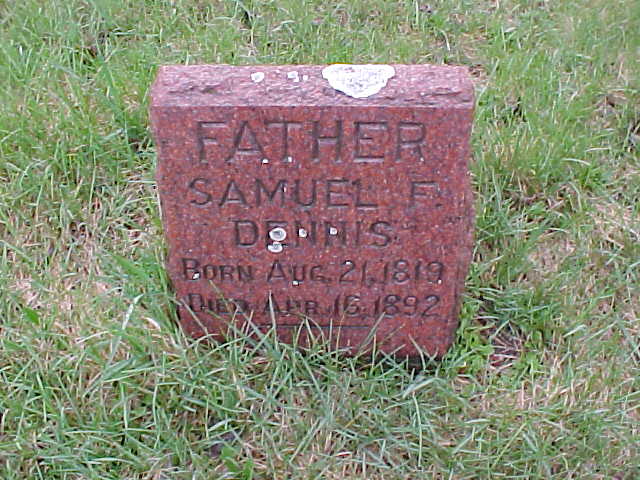 FATHER
SAMUEL F.
DENNIS
BORN AUG. 21, 1819
DIED APR. 16, 1892